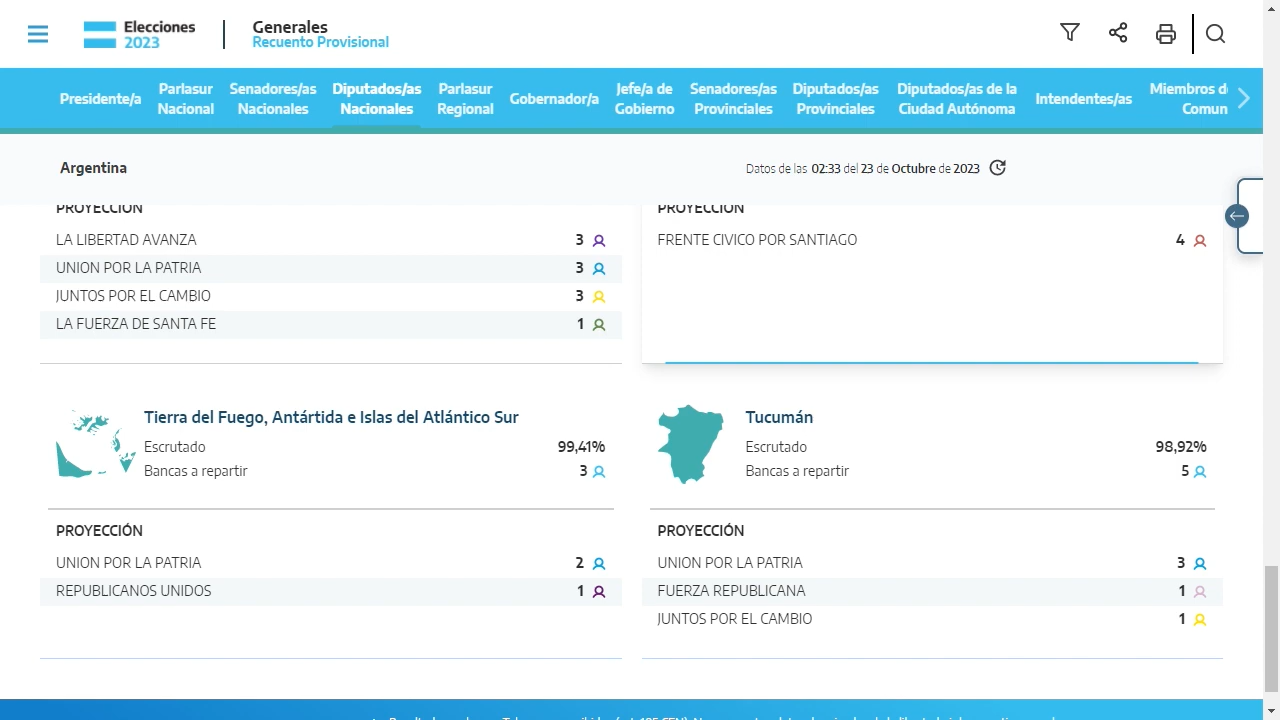 Elecciones
2023
Generales
Recuento Provisional
Presidente/a
Parlasur
Nacional
Senadores/as
Nacionales
Diputados/as
Nacionales
Parlasur
Regional
Gobernador/a
Jefe/a de
Gobierno
Senadores/as
Provinciales
Diputados/as
Provinciales
Diputados/as de la
Ciudad Autónoma
Intendentes/as
Miembros d
Comun
Argentina
Datos de las 02:33 del 23 de Octubre de 2023
PROYECCIÓN
LA LIBERTAD AVANZA 3
UNION POR LA PATRIA 3
JUNTOS POR EL CAMBIO 3
LA FUERZA DE SANTA FE 1
PROYECCIÓN
FRENTE CIVICO POR SANTIAGO 4
Tierra del Fuego, Antártida e Islas del Atlántico Sur
Escrutado 99,41%
Bancas a repartir 3
PROYECCIÓN
UNION POR LA PATRIA 2
REPUBLICANOS UNIDOS 1
Tucumán
Escrutado 98,92%
Bancas a repartir 5
PROYECCIÓN
UNION POR LA PATRIA 3
FUERZA REPUBLICANA 1
JUNTOS POR EL CAMBIO 1